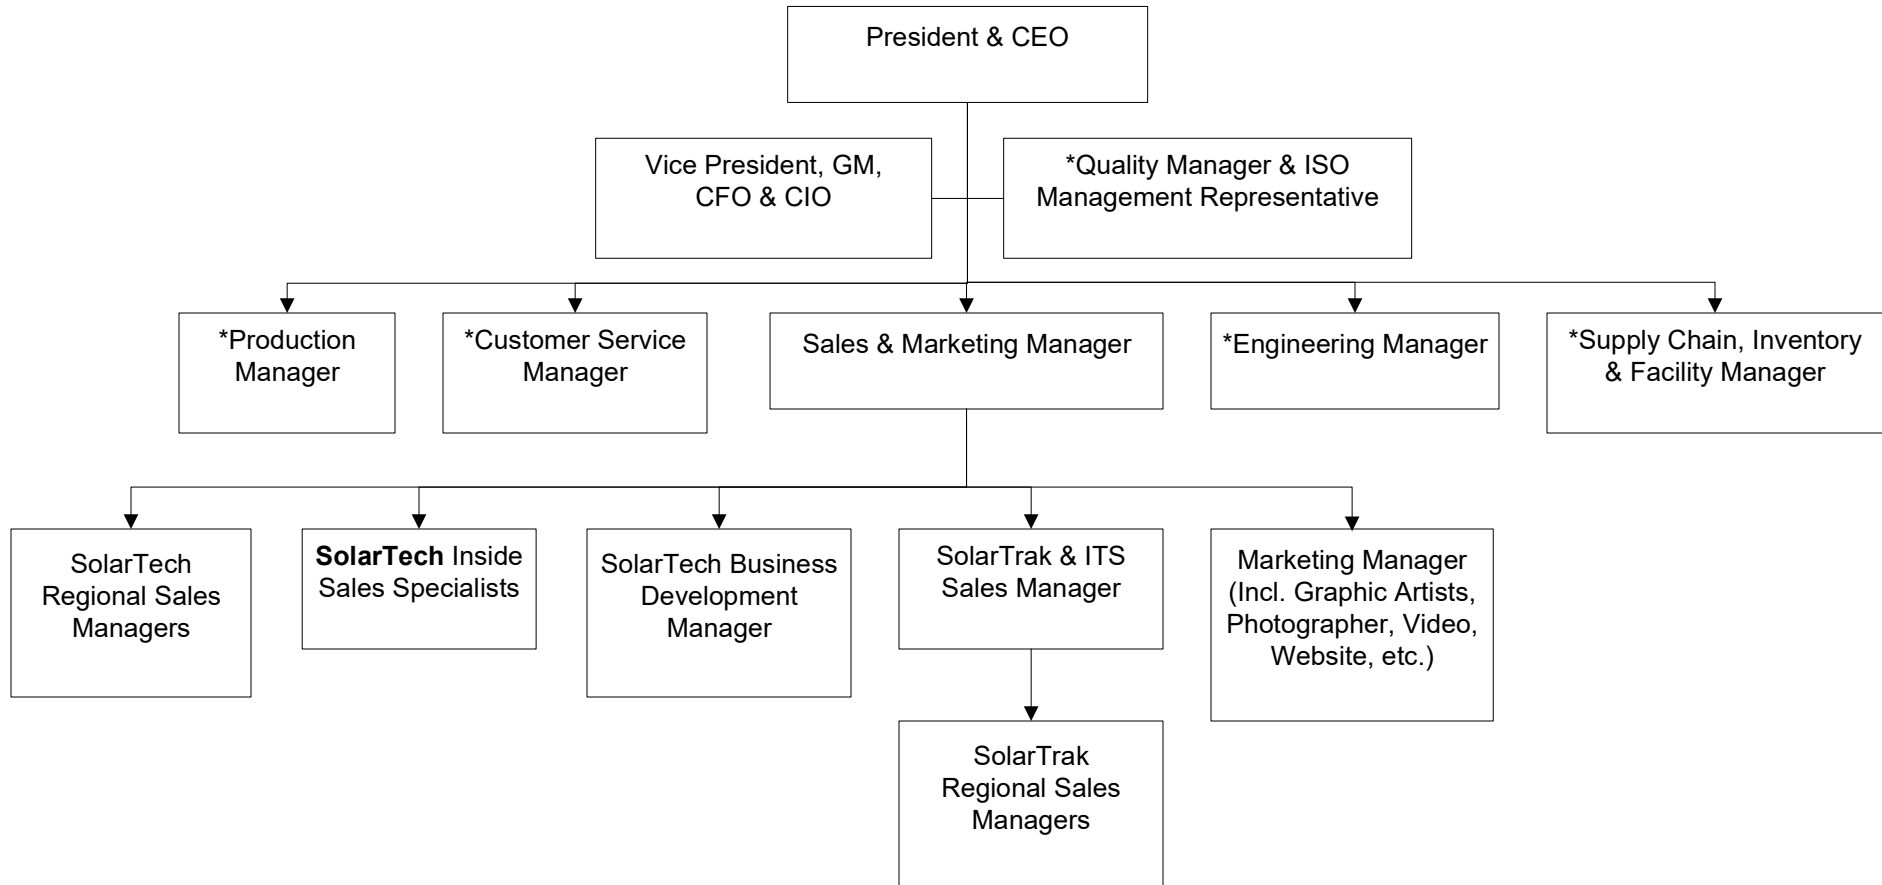 President & CEO
Vice President, GM,
CFO & CIO
*Quality Manager & ISO
Management Representative
*Production
Manager
*Customer Service
Manager
Sales & Marketing Manager
*Engineering Manager
*Supply Chain, Inventory
& Facility Manager
SolarTech
Regional Sales
Managers
SolarTech Inside
Sales Specialists
SolarTech Business
Development
Manager
SolarTrak & ITS
Sales Manager
Marketing Manager
(Incl. Graphic Artists,
Photographer, Video,
Website, etc.)
SolarTrak
Regional Sales
Managers